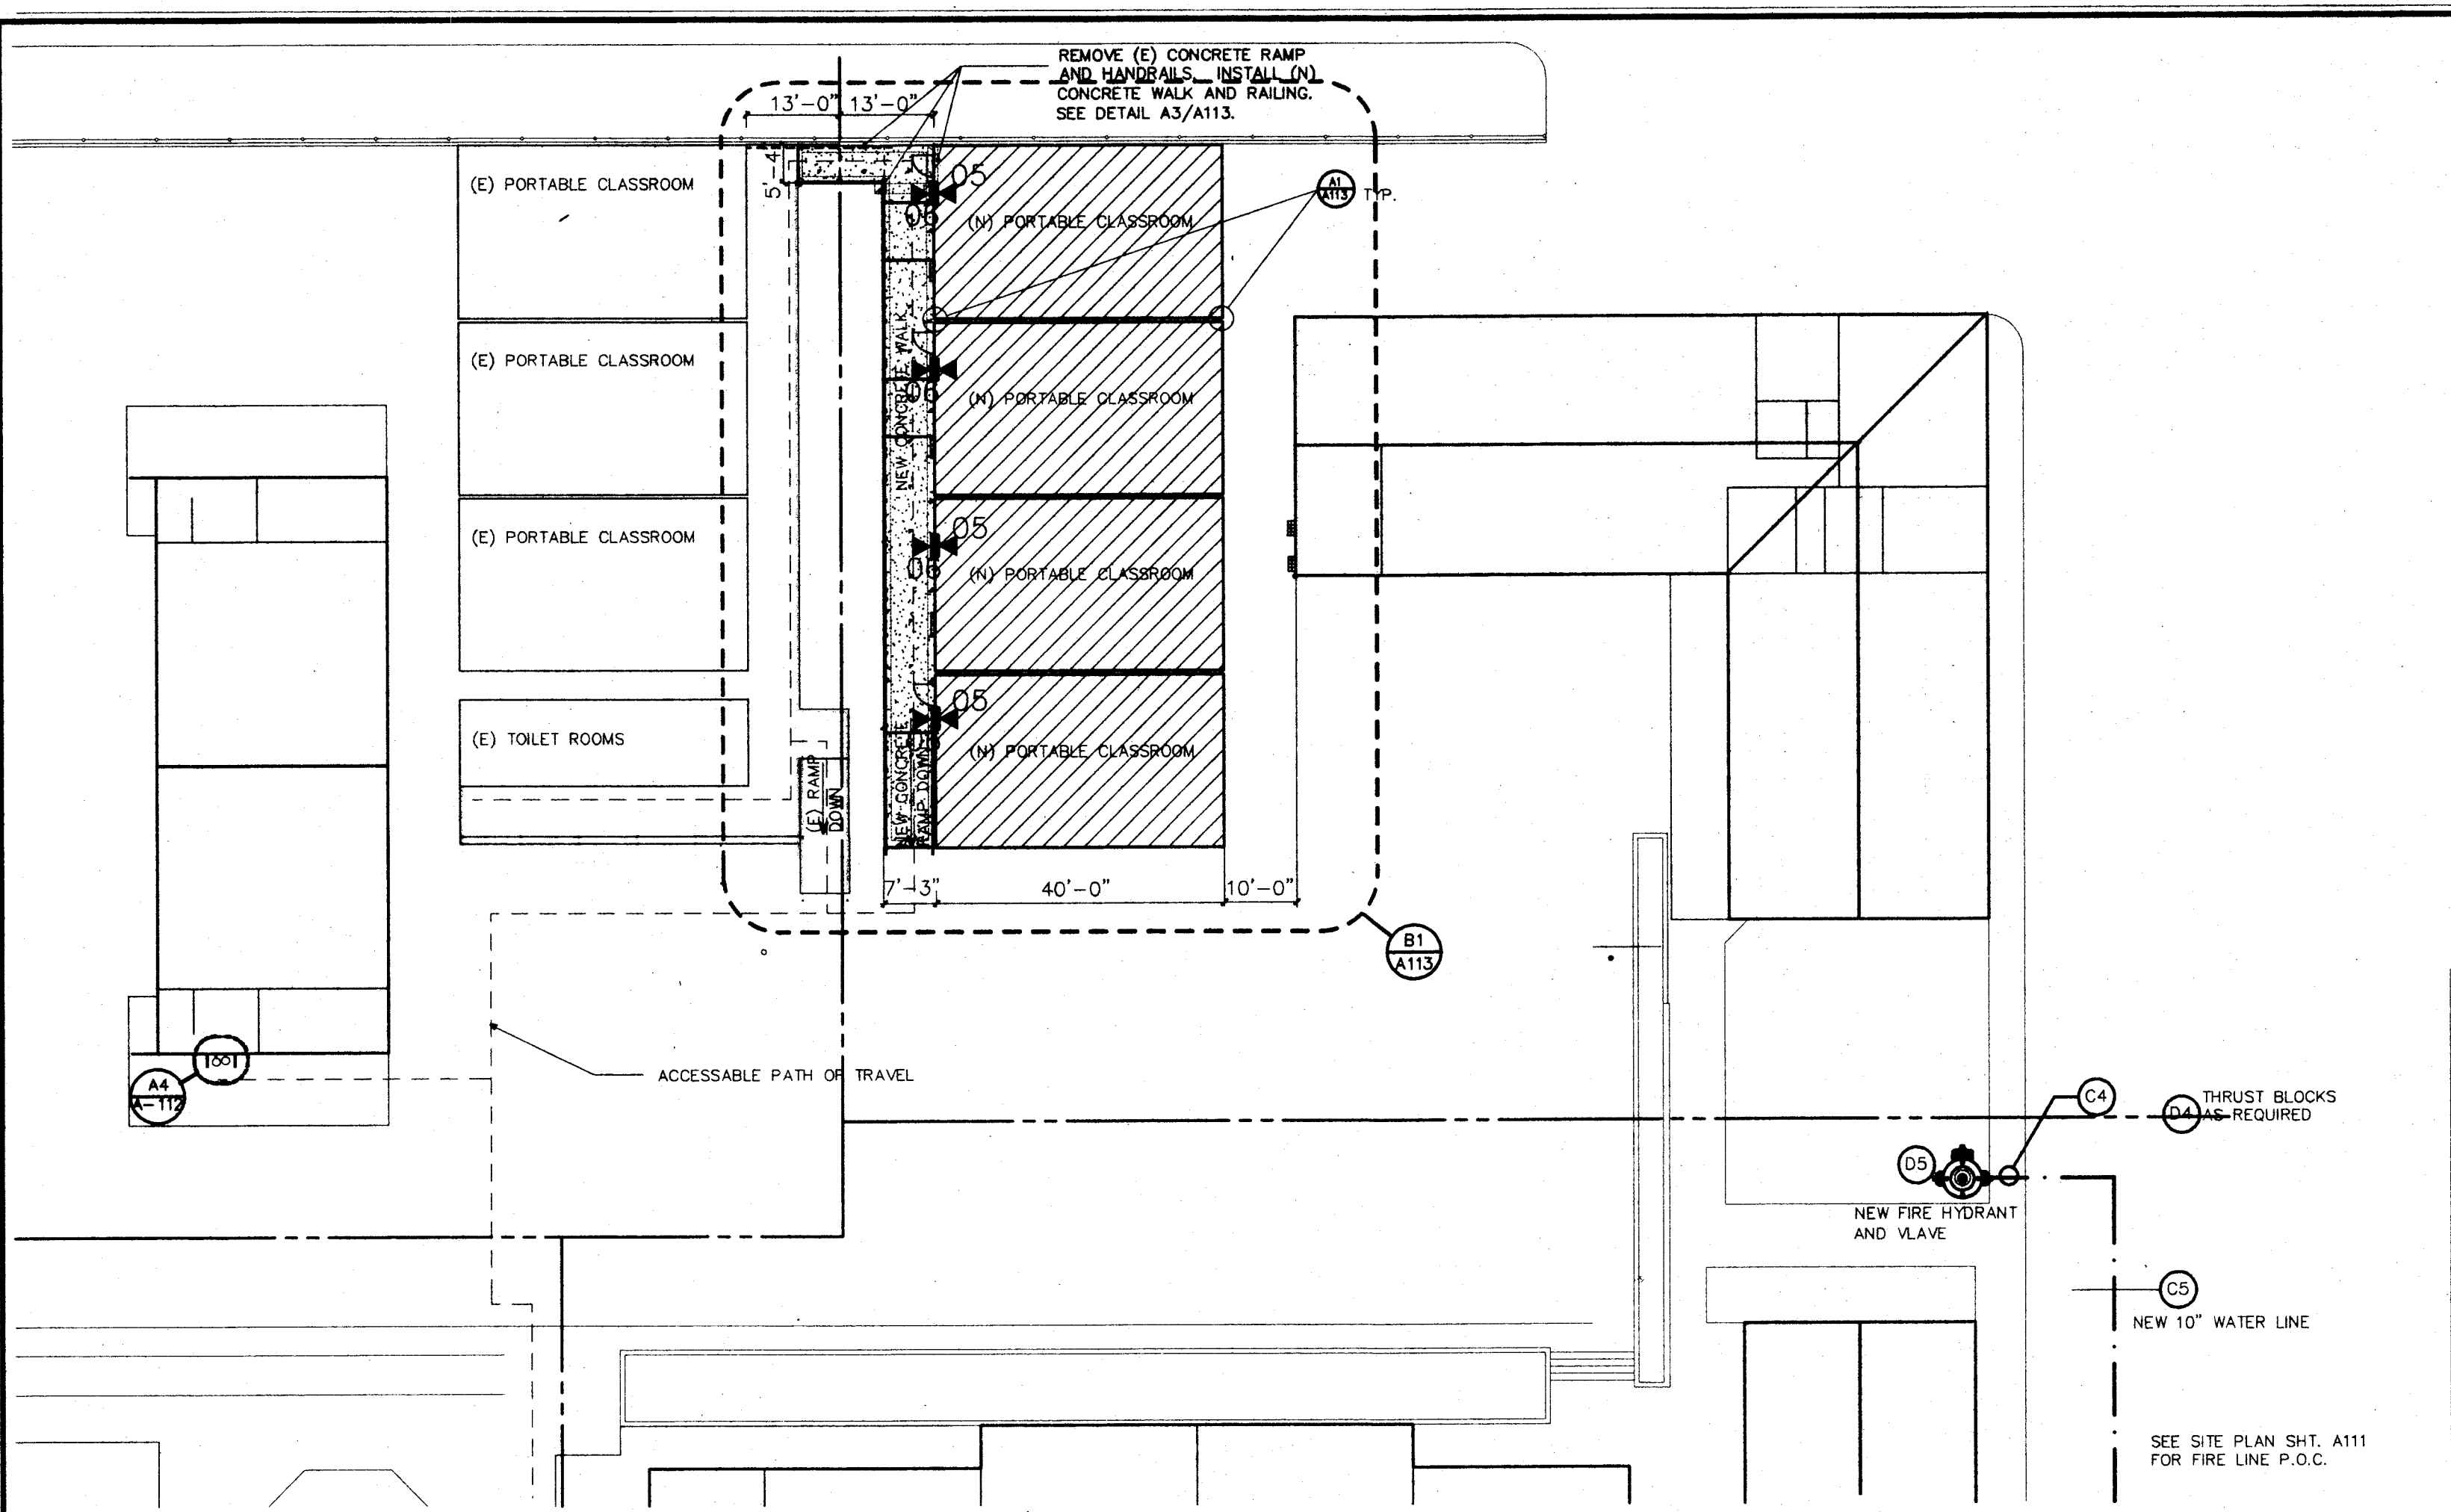 REMOVE (E) CONCRETE RAMP
AND HANDRAILS. INSTALL (N)
CONCRETE WALK AND RAILING.
SEE DETAIL A3/A113.
13'-0" 13'-0"
5'-4"
(E) PORTABLE CLASSROOM
05
06
(N) PORTABLE CLASSROOM
A1
A113
TYP.
(E) PORTABLE CLASSROOM
NEW CONCRETE WALK
06
(N) PORTABLE CLASSROOM
(E) PORTABLE CLASSROOM
05
06
(N) PORTABLE CLASSROOM
05
(E) TOILET ROOMS
(N) PORTABLE CLASSROOM
(E) RAMP
DOWN
NEW CONCRETE
RAMP DOWN
7'-3"
40'-0"
10'-0"
B1
A113
A4
A-112
ACCESSABLE PATH OF TRAVEL
C4
D4
THRUST BLOCKS
AS REQUIRED
D5
NEW FIRE HYDRANT
AND VLAVE
C5
NEW 10" WATER LINE
SEE SITE PLAN SHT. A111
FOR FIRE LINE P.O.C.